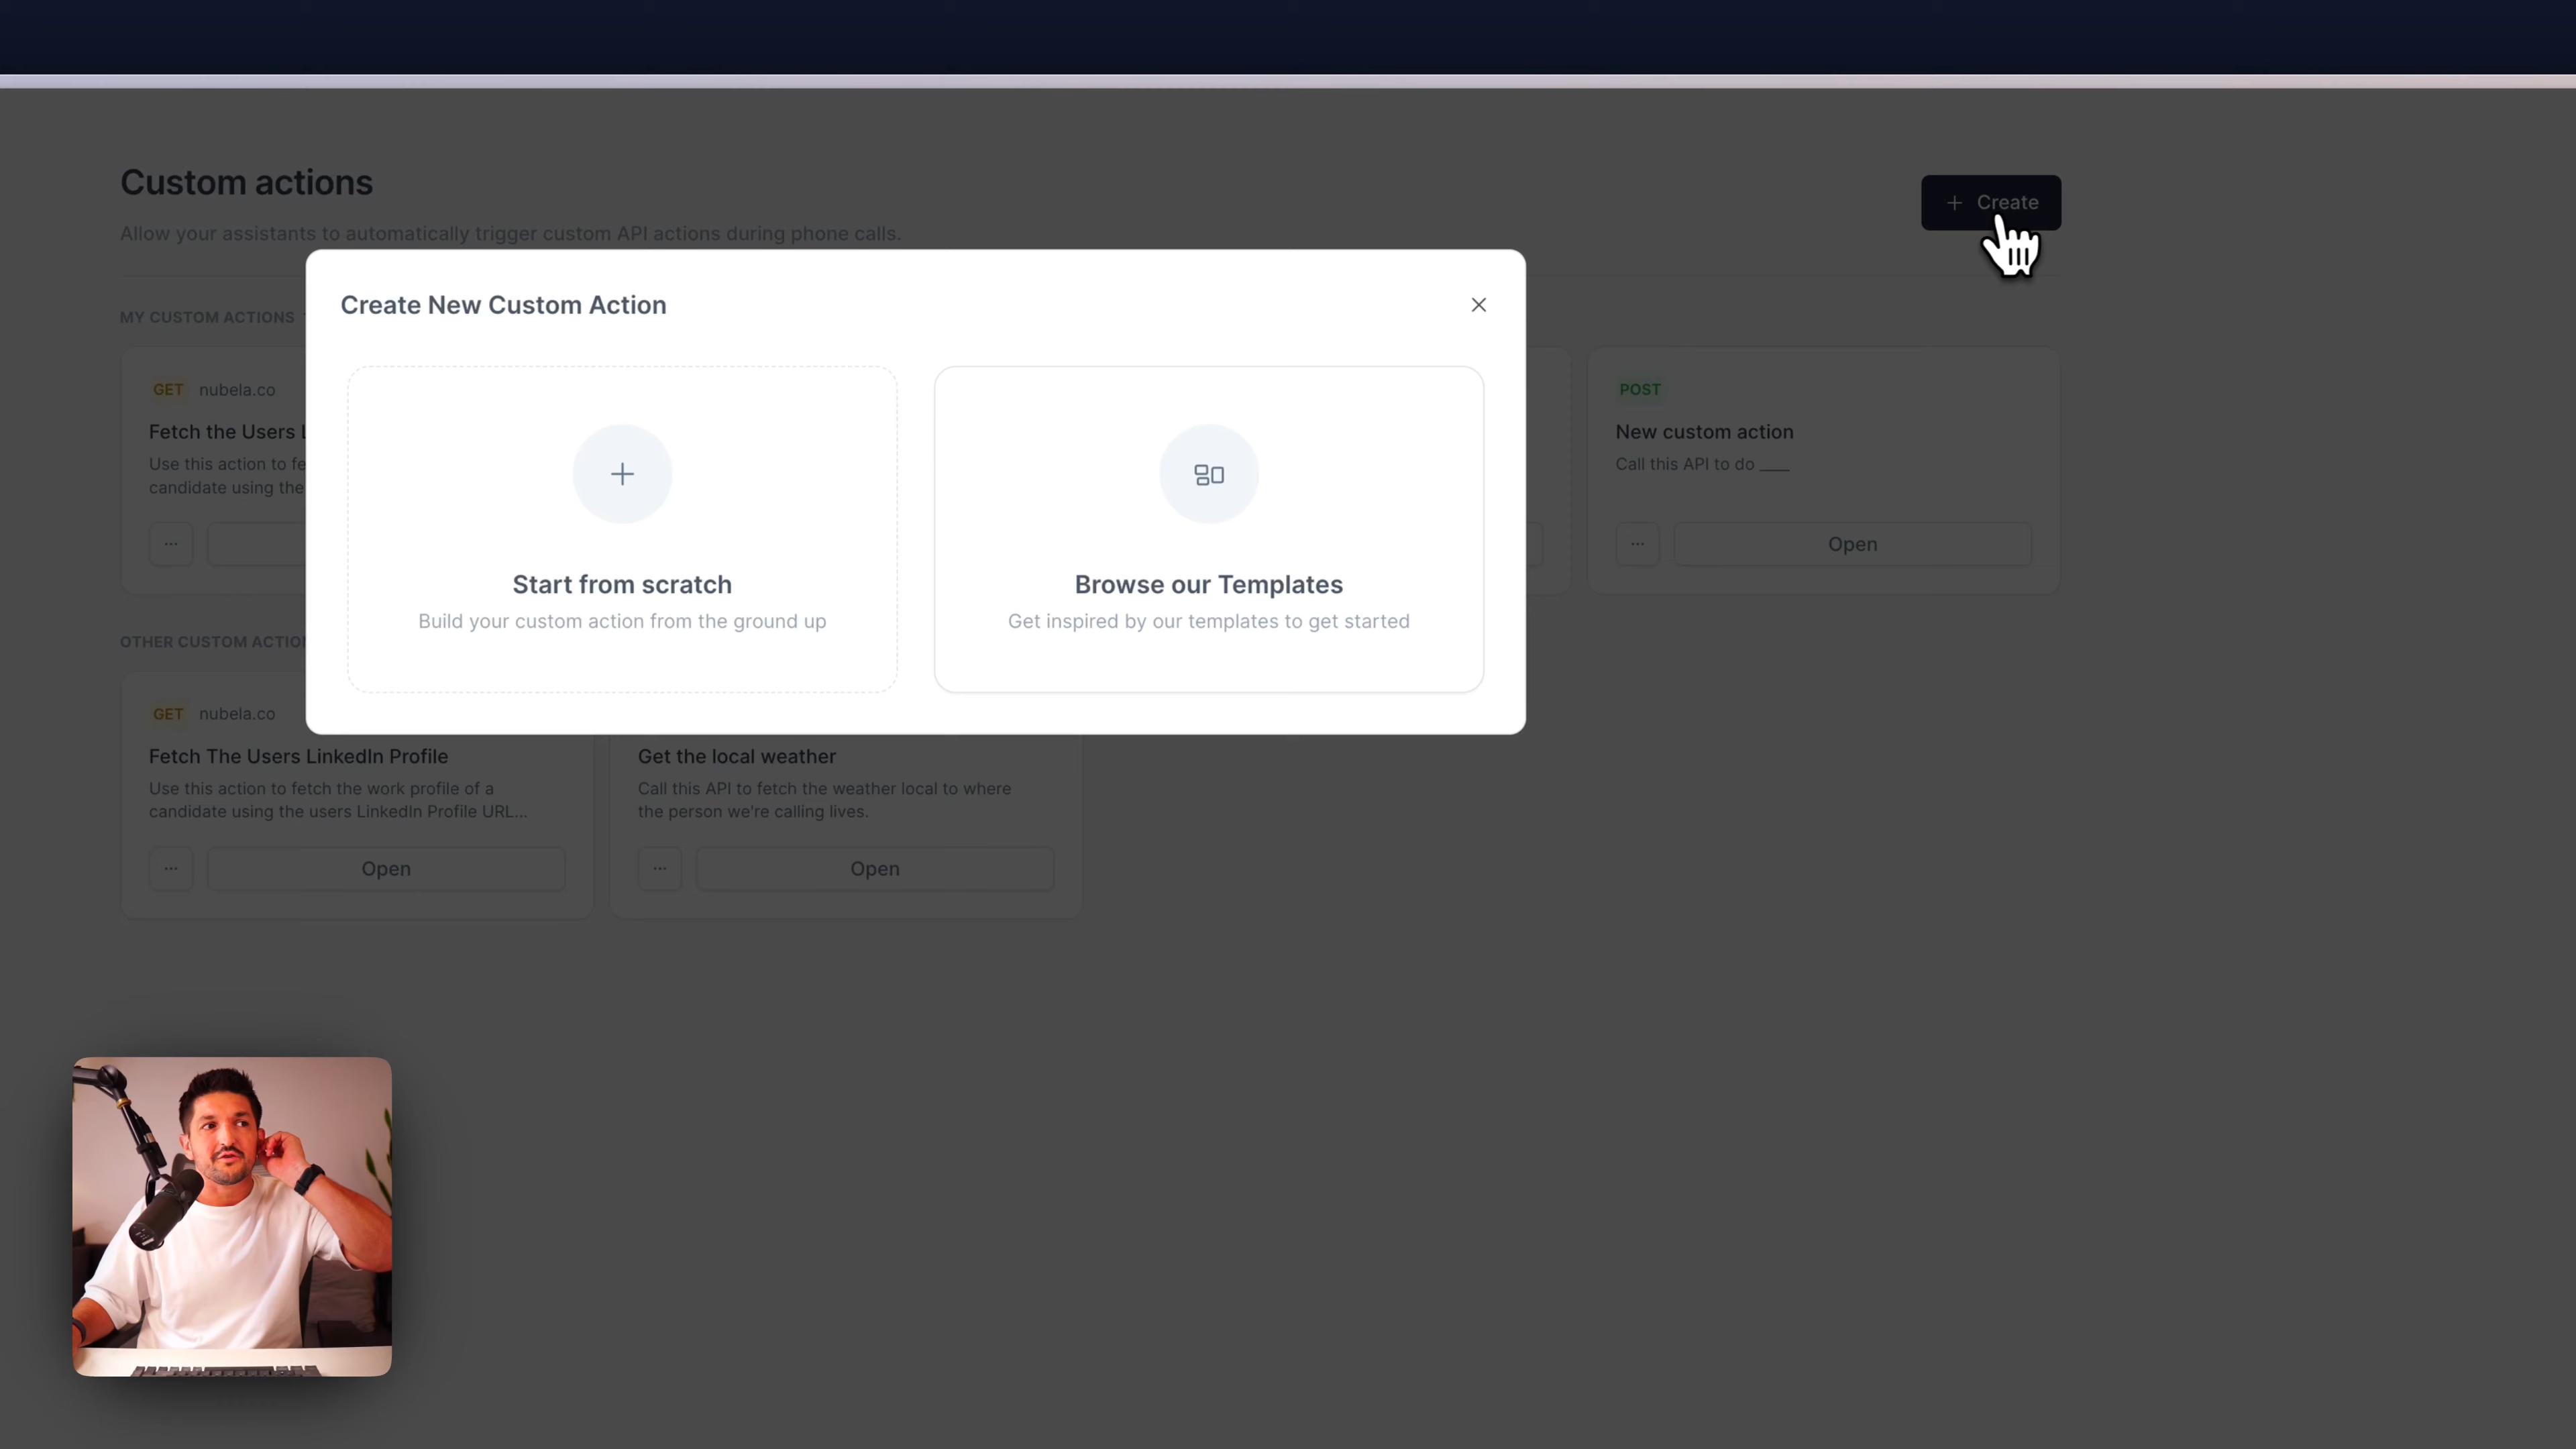 Custom actions
+ Create
Allow your assistants to automatically trigger custom API actions during phone calls.
Create New Custom Action
MY CUSTOM ACTIONS
Start from scratch
Build your custom action from the ground up
Browse our Templates
Get inspired by our templates to get started
GET nubela.co
Fetch the Users L
Use this action to fe
candidate using the
...
POST
New custom action
Call this API to do ____
...
Open
OTHER CUSTOM ACTION
GET nubela.co
Fetch The Users LinkedIn Profile
Use this action to fetch the work profile of a
candidate using the users LinkedIn Profile URL...
...
Open
Get the local weather
Call this API to fetch the weather local to where
the person we're calling lives.
...
Open